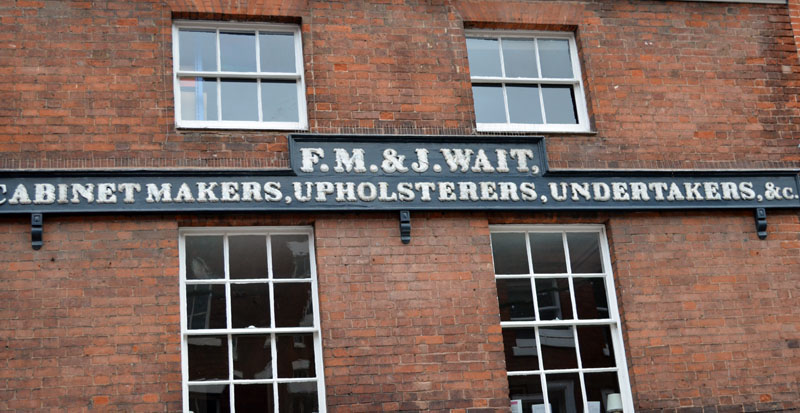 F.M.&J.WAIT,
CABINET MAKERS, UPHOLSTERERS, UNDERTAKERS, &c.